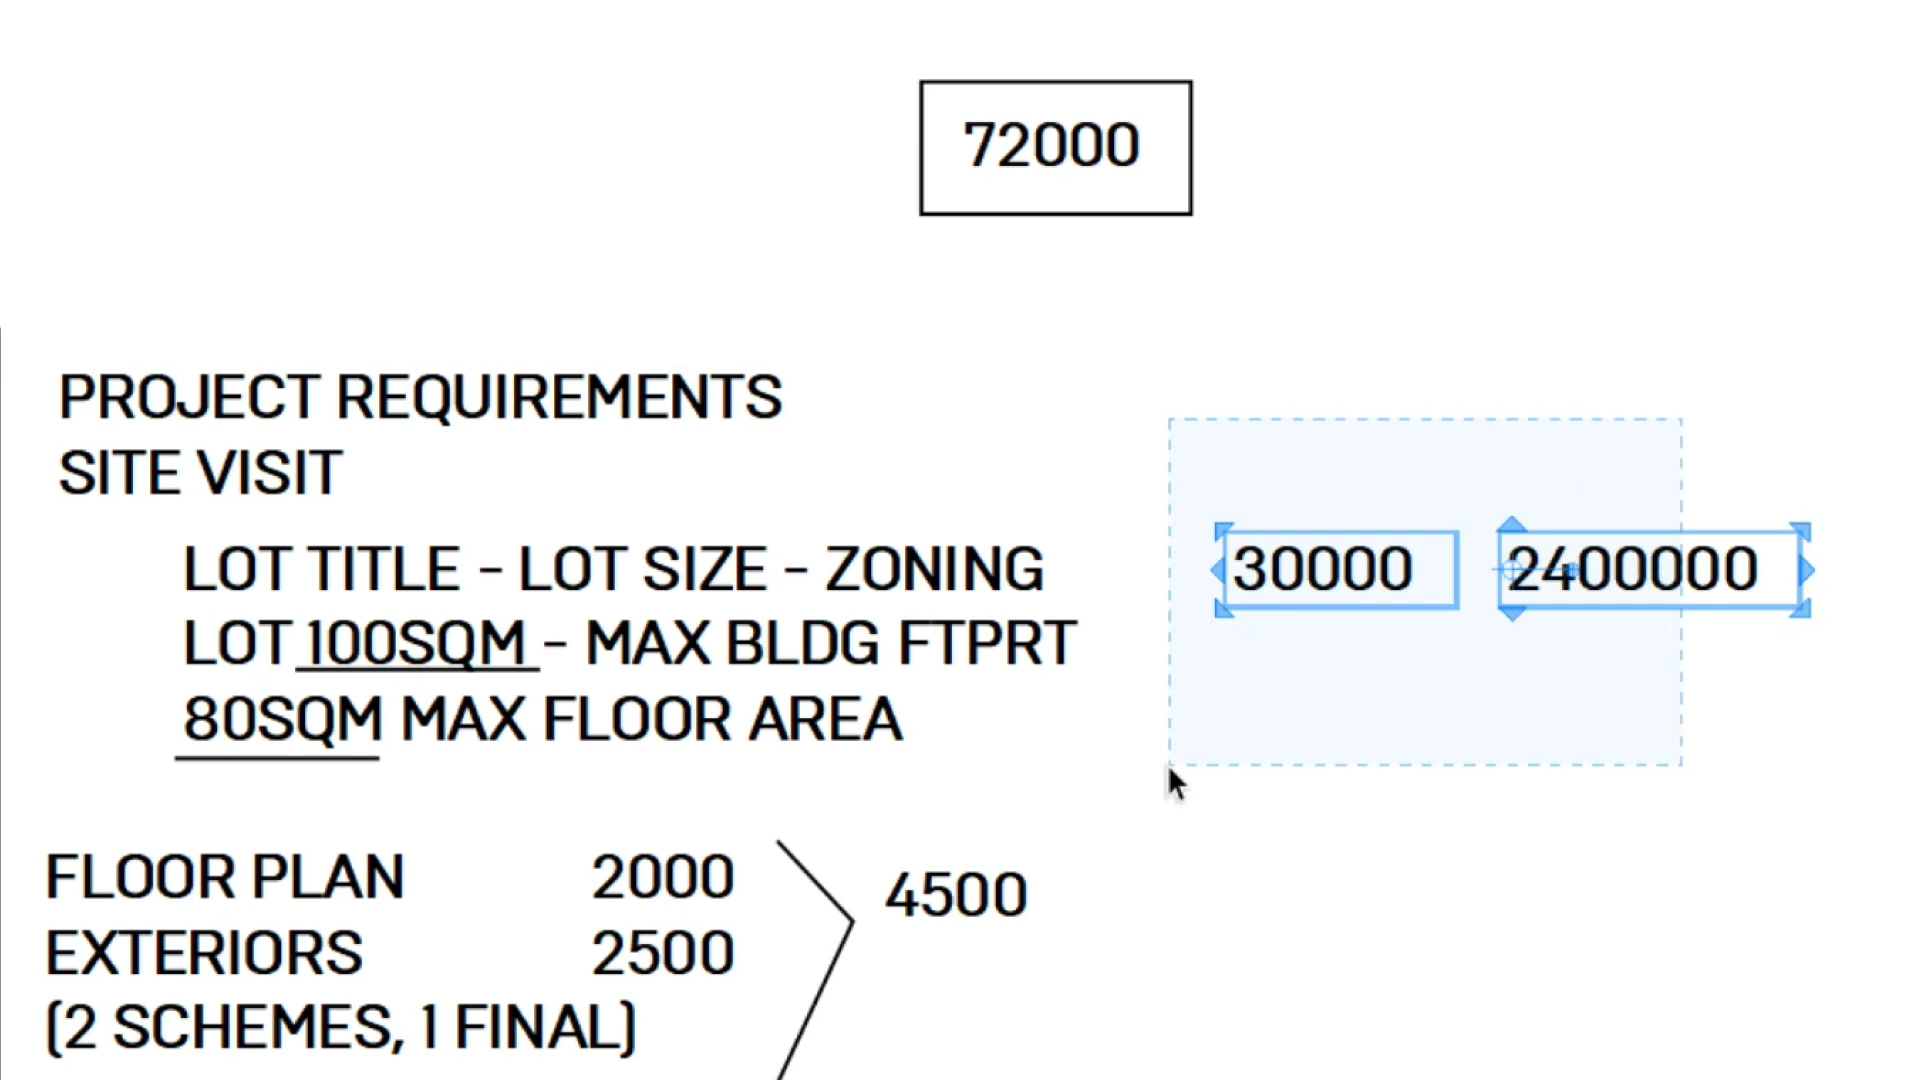 72000
PROJECT REQUIREMENTS
SITE VISIT
LOT TITLE - LOT SIZE - ZONING
LOT 100SQM - MAX BLDG FTPRT
80SQM MAX FLOOR AREA
30000 2400000
FLOOR PLAN 2000
EXTERIORS 2500
(2 SCHEMES, 1 FINAL)
4500